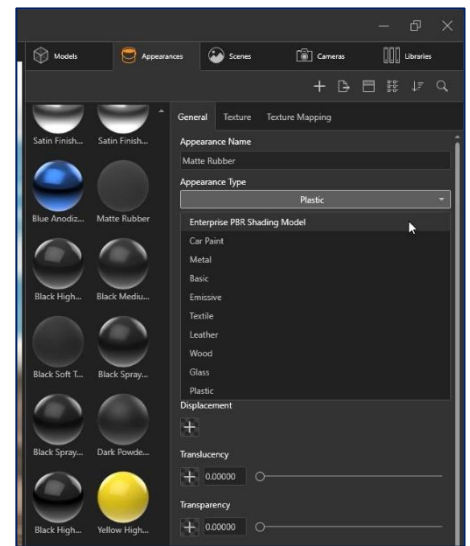 Models Appearances Scenes Cameras Libraries
General Texture Texture Mapping
Satin Finish... Satin Finish...
Appearance Name
Matte Rubber
Appearance Type
Plastic
Blue Anodiz... Matte Rubber
Enterprise PBR Shading Model
Car Paint
Metal
Basic
Black High... Black Mediu...
Emissive
Textile
Leather
Wood
Black Soft T... Black Spray...
Glass
Plastic
Displacement
Black Spray... Dark Powde...
Translucency
0.00000
Transparency
Black High... Yellow High...
0.00000